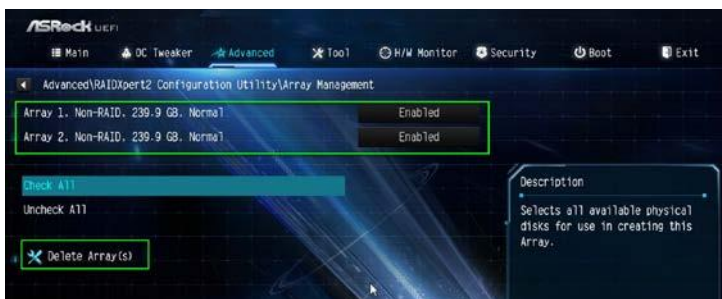 ASRock UEFI
Main OC Tweaker Advanced Tool H/W Monitor Security Boot Exit
Advanced\RAIDXpert2 Configuration Utility\Array Management
Array 1, Non-RAID, 239.9 GB, Normal Enabled
Array 2, Non-RAID, 239.9 GB, Normal Enabled
Check All
Uncheck All
Delete Array(s)
Description
Selects all available physical
disks for use in creating this
Array.